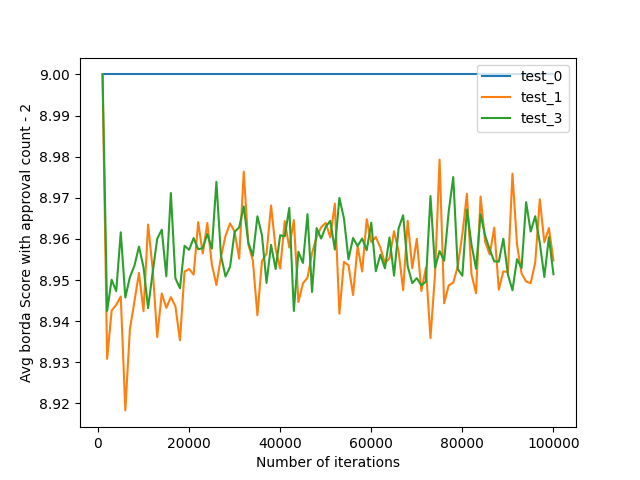 9.00
8.99
8.98
8.97
8.96
8.95
8.94
8.93
8.92
Avg borda Score with approval count - 2
test_0
test_1
test_3
0 20000 40000 60000 80000 100000
Number of iterations